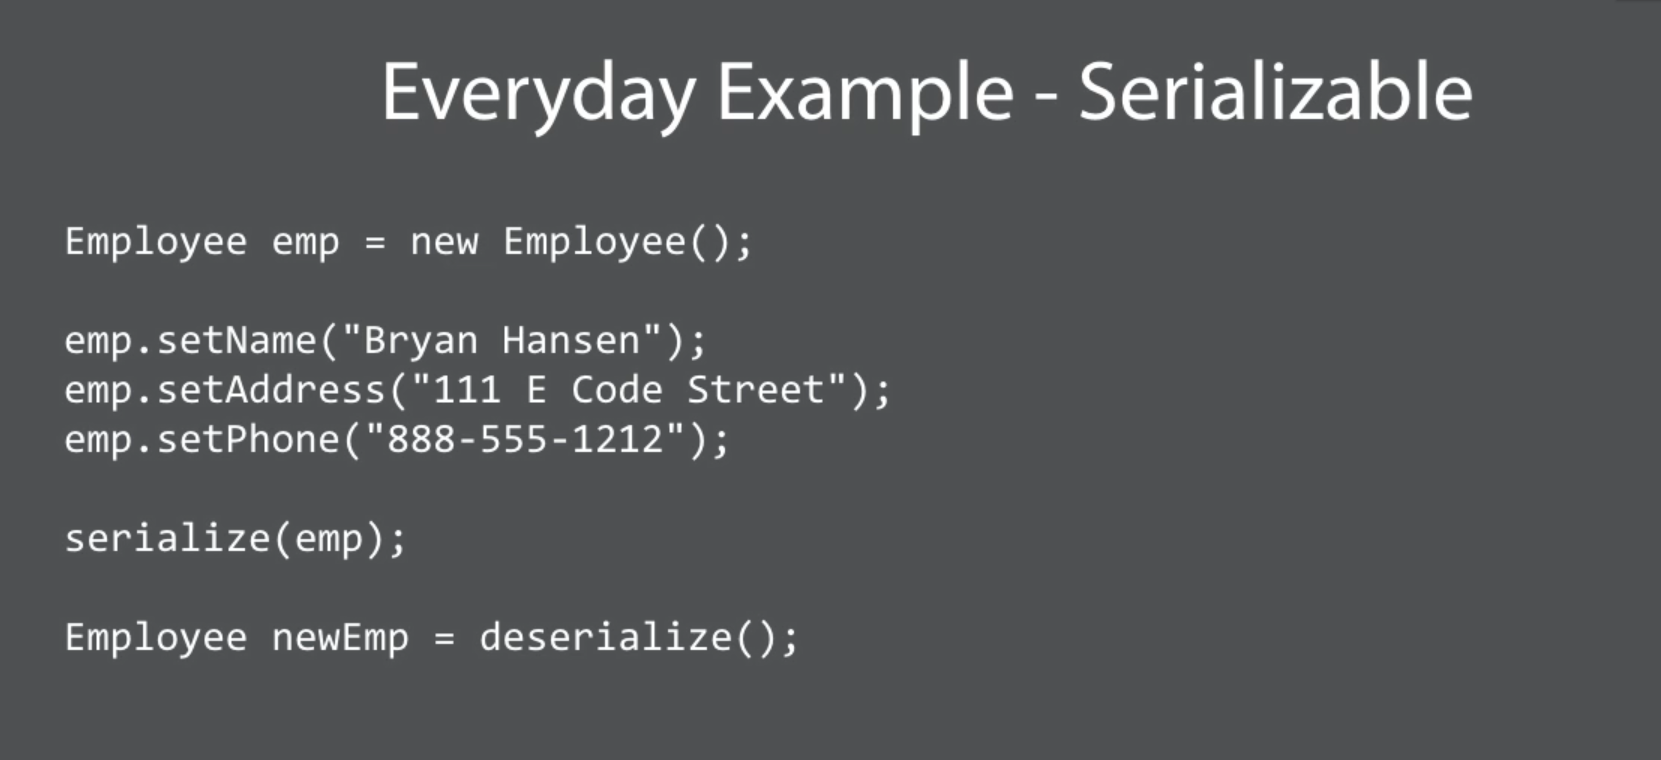 Everyday Example - Serializable
Employee emp = new Employee();
emp.setName("Bryan Hansen");
emp.setAddress("111 E Code Street");
emp.setPhone("888-555-1212");
serialize(emp);
Employee newEmp = deserialize();